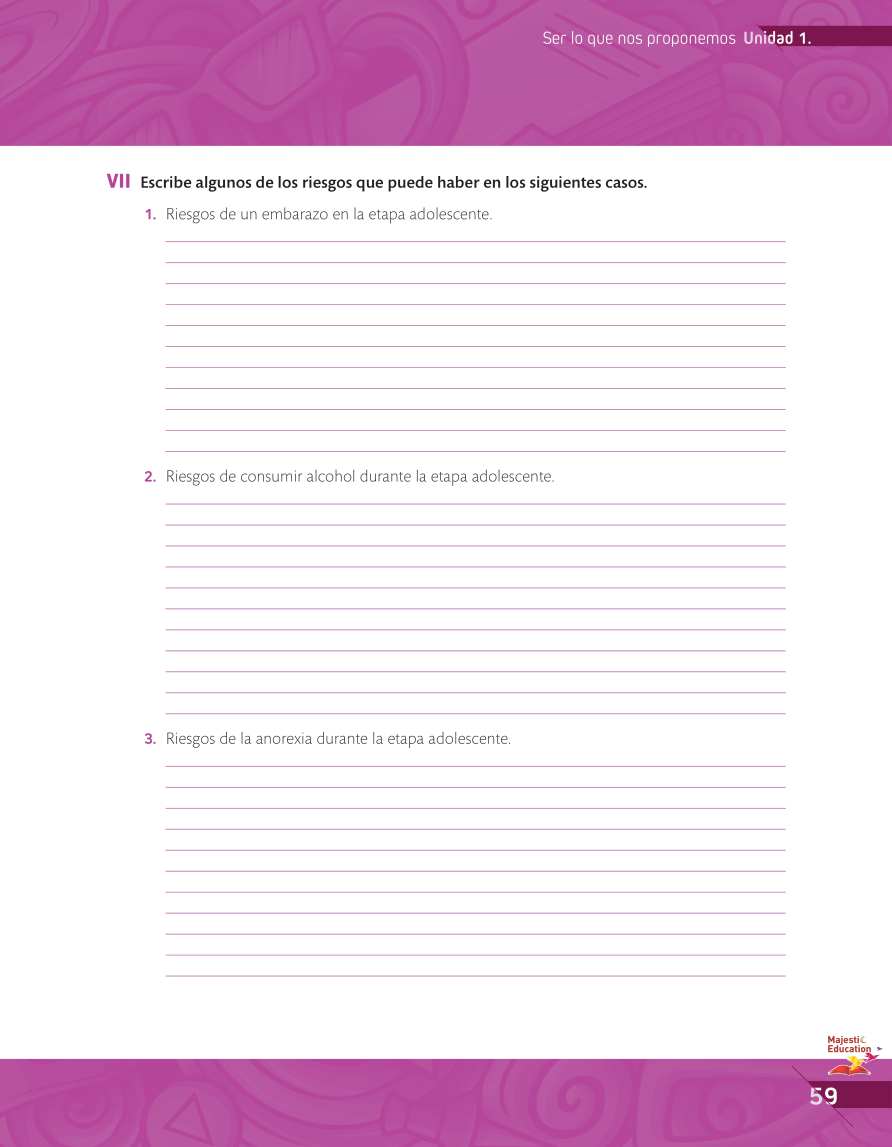 Ser lo que nos proponemos Unidad 1.
VII Escribe algunos de los riesgos que puede haber en los siguientes casos.
1. Riesgos de un embarazo en la etapa adolescente.
2. Riesgos de consumir alcohol durante la etapa adolescente.
3. Riesgos de la anorexia durante la etapa adolescente.
Majestic
Education
59